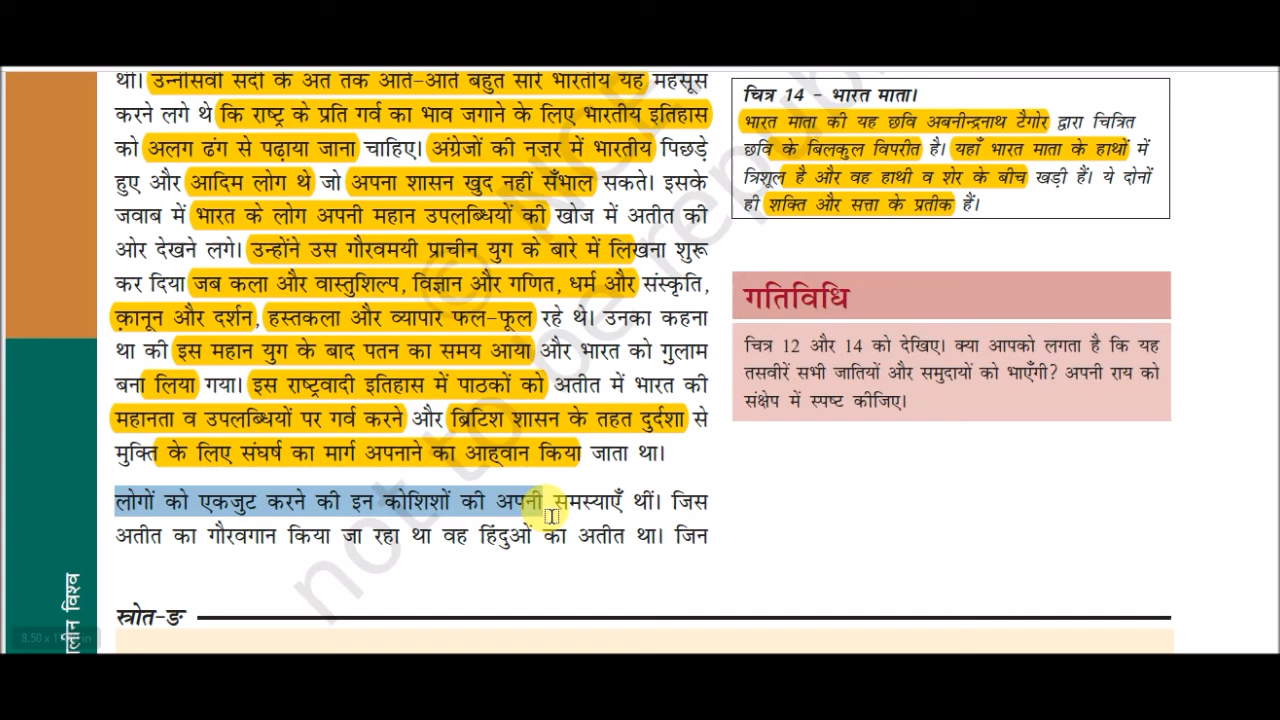 थी। उन्नीसवीं सदी के अंत तक आते-आते बहुत सारे भारतीय यह महसूस
करने लगे थे कि राष्ट्र के प्रति गर्व का भाव जगाने के लिए भारतीय इतिहास
को अलग ढंग से पढ़ाया जाना चाहिए। अंग्रेजों की नज़र में भारतीय पिछड़े
हुए और आदिम लोग थे जो अपना शासन खुद नहीं सँभाल सकते। इसके
जवाब में भारत के लोग अपनी महान उपलब्धियों की खोज में अतीत की
ओर देखने लगे। उन्होंने उस गौरवमयी प्राचीन युग के बारे में लिखना शुरू
कर दिया जब कला और वास्तुशिल्प, विज्ञान और गणित, धर्म और संस्कृति,
क़ानून और दर्शन, हस्तकला और व्यापार फल-फूल रहे थे। उनका कहना
था की इस महान युग के बाद पतन का समय आया और भारत को गुलाम
बना लिया गया। इस राष्ट्रवादी इतिहास में पाठकों को अतीत में भारत की
महानता व उपलब्धियों पर गर्व करने और ब्रिटिश शासन के तहत दुर्दशा से
मुक्ति के लिए संघर्ष का मार्ग अपनाने का आह्वान किया जाता था।
लोगों को एकजुट करने की इन कोशिशों की अपनी समस्याएँ थीं। जिस
अतीत का गौरवगान किया जा रहा था वह हिंदुओं का अतीत था। जिन
चित्र 14 - भारत माता।
भारत माता की यह छवि अबनीन्द्रनाथ टैगोर द्वारा चित्रित
छवि के बिलकुल विपरीत है। यहाँ भारत माता के हाथों में
त्रिशूल है और वह हाथी व शेर के बीच खड़ी हैं। ये दोनों
ही शक्ति और सत्ता के प्रतीक हैं।
गतिविधि
चित्र 12 और 14 को देखिए। क्या आपको लगता है कि यह
तसवीरें सभी जातियों और समुदायों को भाएँगी? अपनी राय को
संक्षेप में स्पष्ट कीजिए।
स्रोत-ङ
लीन विश्व
not to be republ